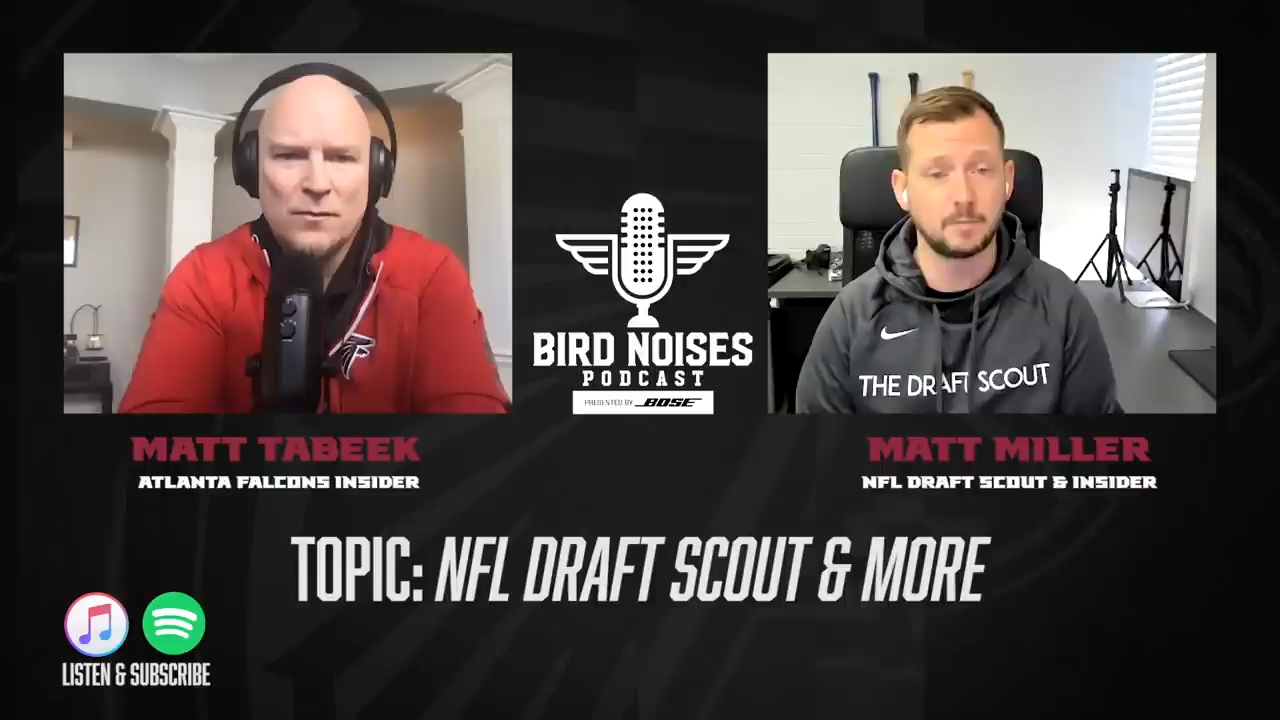 THE DRAFT SCOUT
BIRD NOISES
PODCAST
PRESENTED BY BOSE
MATT TABEEK
ATLANTA FALCONS INSIDER
MATT MILLER
NFL DRAFT SCOUT & INSIDER
TOPIC: NFL DRAFT SCOUT & MORE
LISTEN & SUBSCRIBE